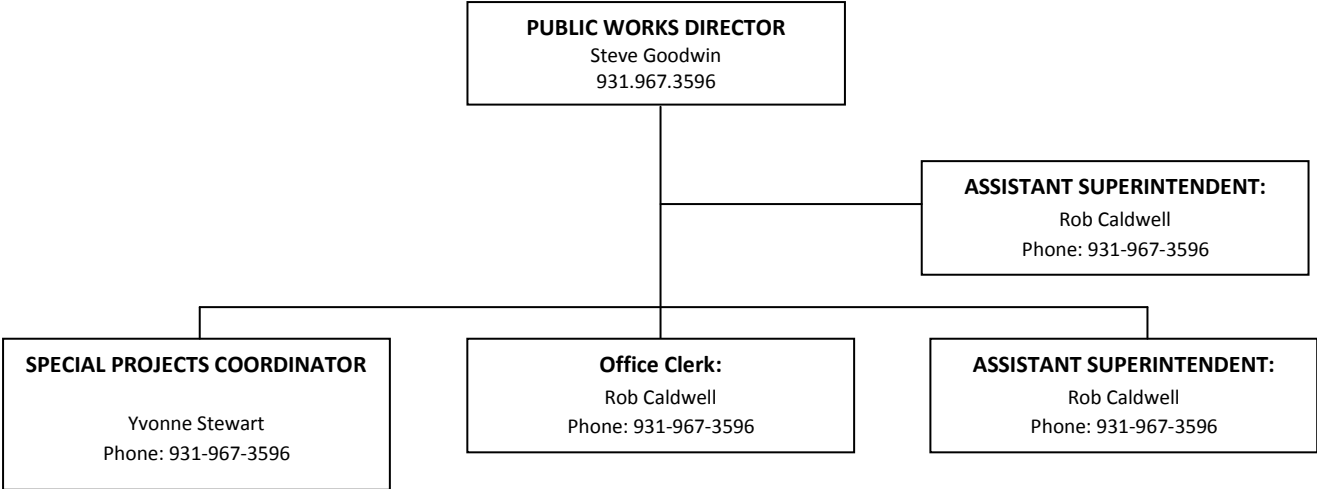 PUBLIC WORKS DIRECTOR
Steve Goodwin
931.967.3596
ASSISTANT SUPERINTENDENT:
Rob Caldwell
Phone: 931-967-3596
SPECIAL PROJECTS COORDINATOR
Yvonne Stewart
Phone: 931-967-3596
Office Clerk:
Rob Caldwell
Phone: 931-967-3596
ASSISTANT SUPERINTENDENT:
Rob Caldwell
Phone: 931-967-3596